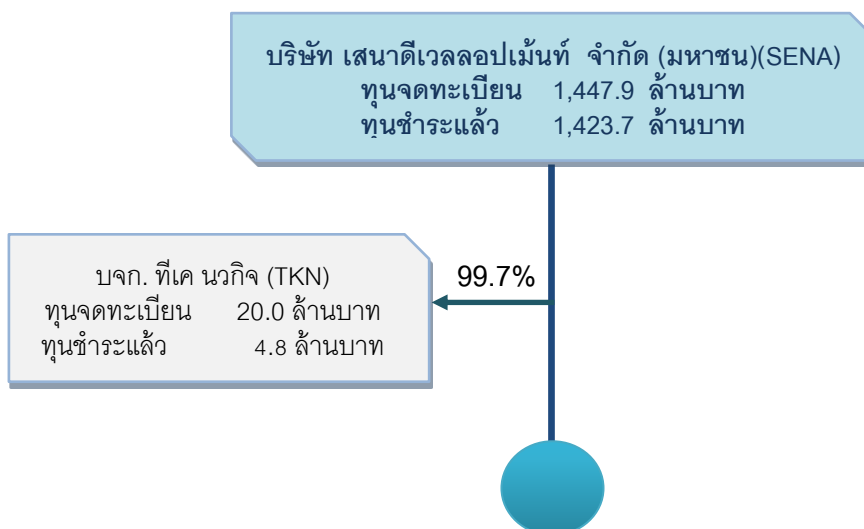 บริษัท เสนาดีเวลลอปเม้นท์ จำกัด (มหาชน)(SENA)
ทุนจดทะเบียน 1,447.9 ล้านบาท
ทุนชำระแล้ว 1,423.7 ล้านบาท
99.7%
บจก. ทีเค นวกิจ (TKN)
ทุนจดทะเบียน 20.0 ล้านบาท
ทุนชำระแล้ว 4.8 ล้านบาท